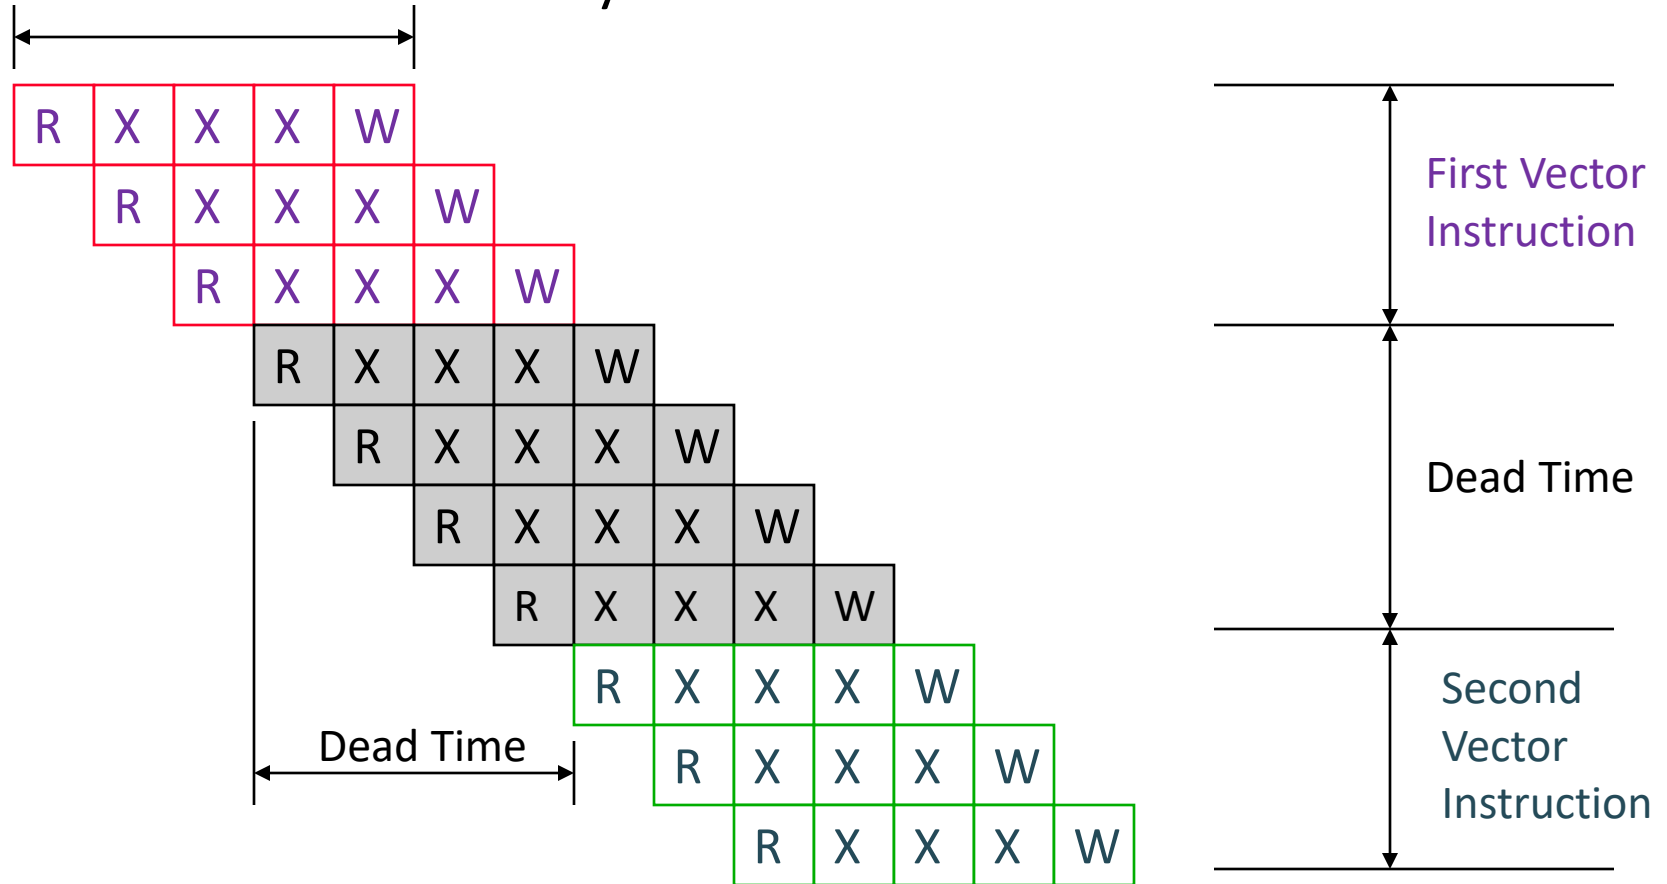 R X X X W
R X X X W
R X X X W
First Vector
Instruction
R X X X W
R X X X W
R X X X W
R X X X W
Dead Time
R X X X W
R X X X W
R X X X W
Dead Time
Second
Vector
Instruction